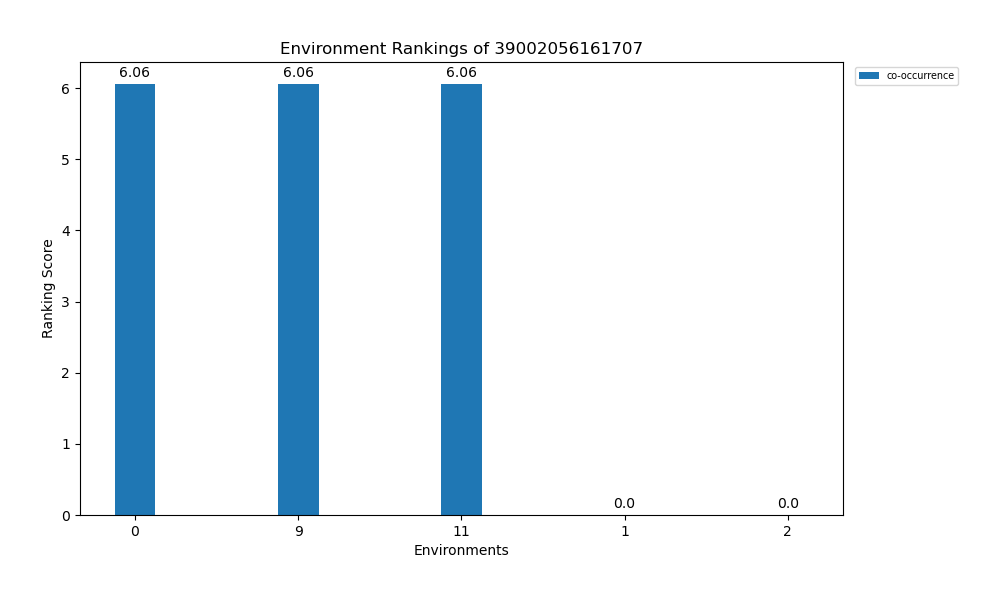 Environment Rankings of 39002056161707
6.06 6.06 6.06 0.0 0.0
co-occurrence
6
5
4
3
2
1
0
Ranking Score
0 9 11 1 2
Environments